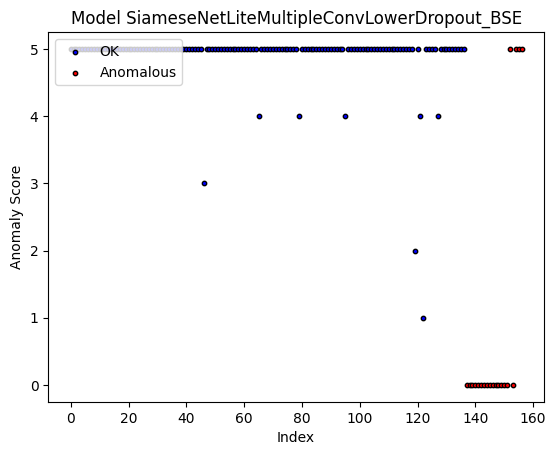 Model SiameseNetLiteMultipleConvLowerDropout_BSE
OK
Anomalous
Anomaly Score
5
4
3
2
1
0
0 20 40 60 80 100 120 140 160
Index